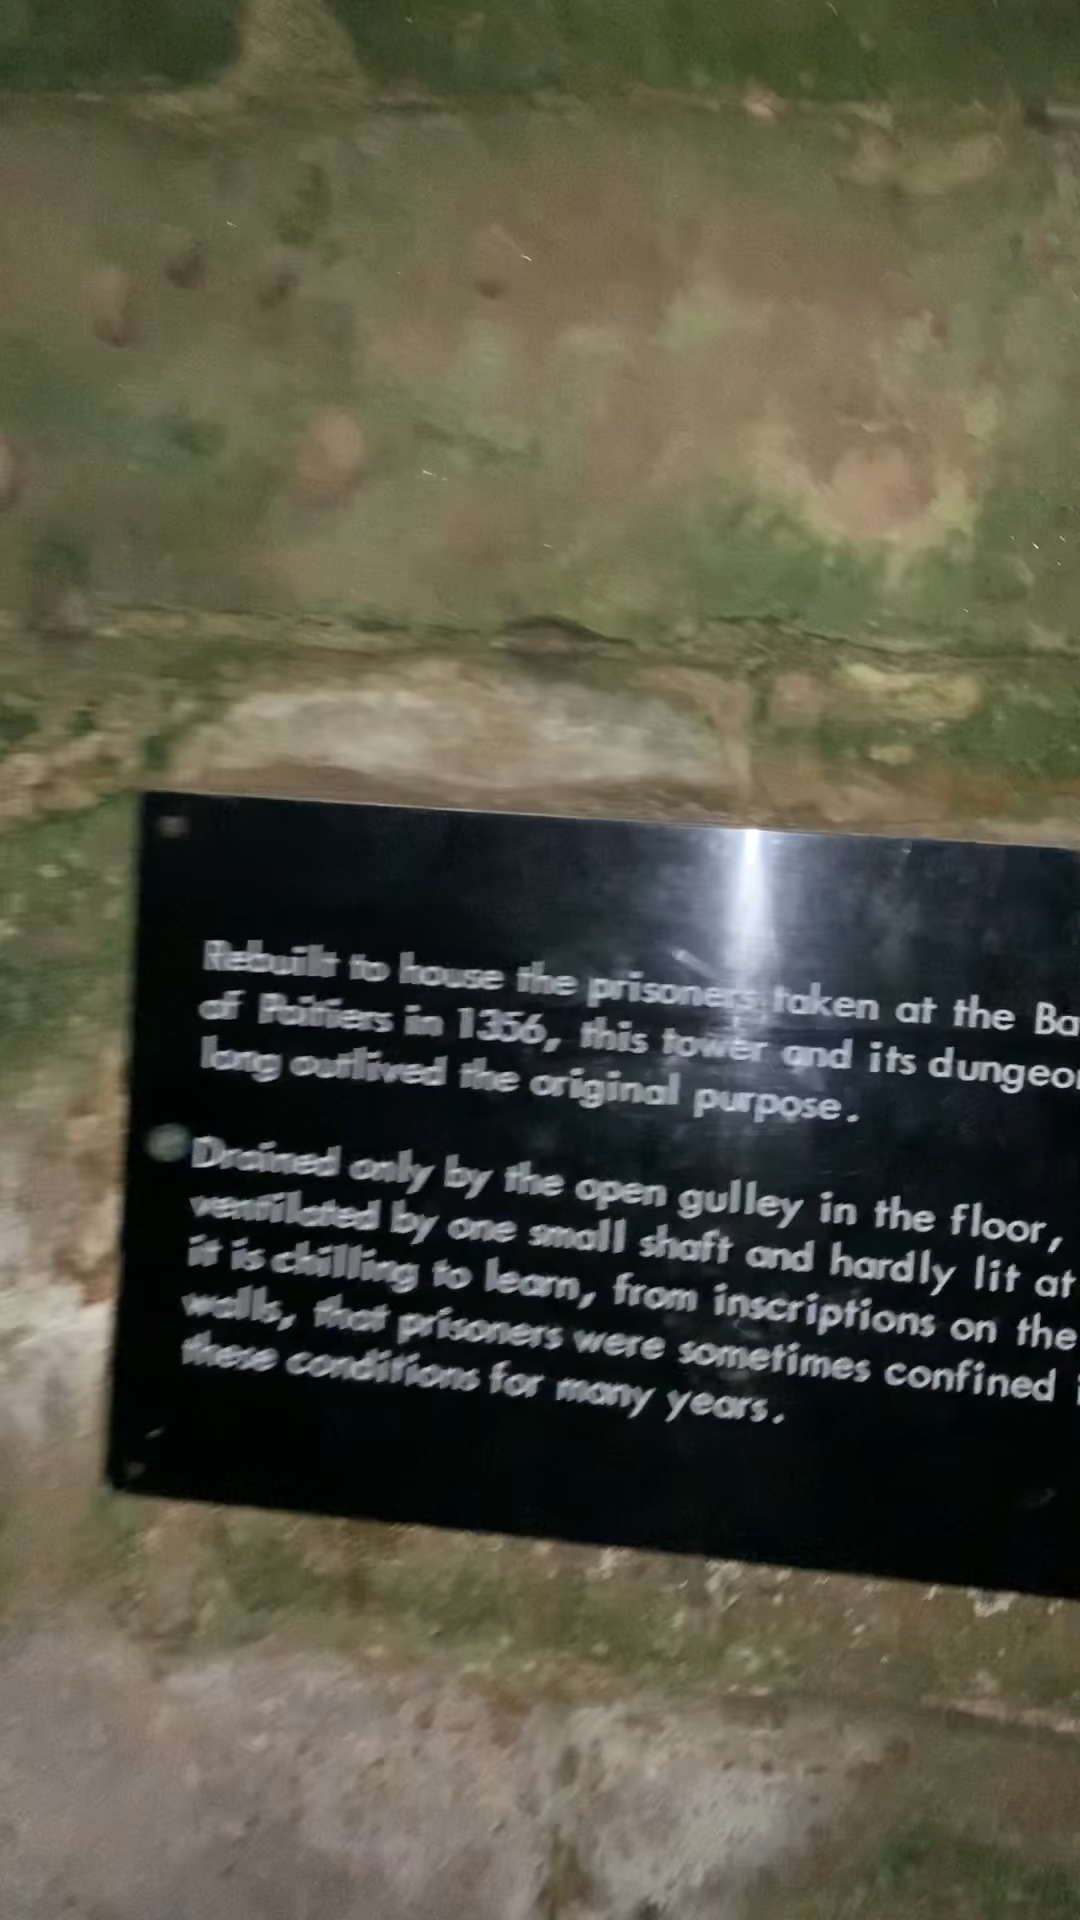 Rebuilt to house the prisoners taken at the Ba
of Poitiers in 1356, this tower and its dungeon
long outlived the original purpose.
Drained only by the open gulley in the floor,
ventilated by one small shaft and hardly lit at
it is chilling to learn, from inscriptions on the
walls, that prisoners were sometimes confined
these conditions for many years.